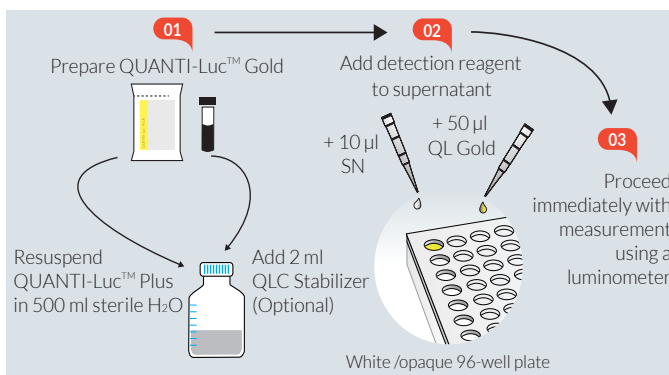 01
Prepare QUANTI-Luc™ Gold
Resuspend
QUANTI-Luc™ Plus
in 500 ml sterile H₂O
Add 2 ml
QLC Stabilizer
(Optional)
02
Add detection reagent
to supernatant
+ 10 µl
SN
+ 50 µl
QL Gold
White /opaque 96-well plate
03
Proceed
immediately with
measurement
using a
luminometer